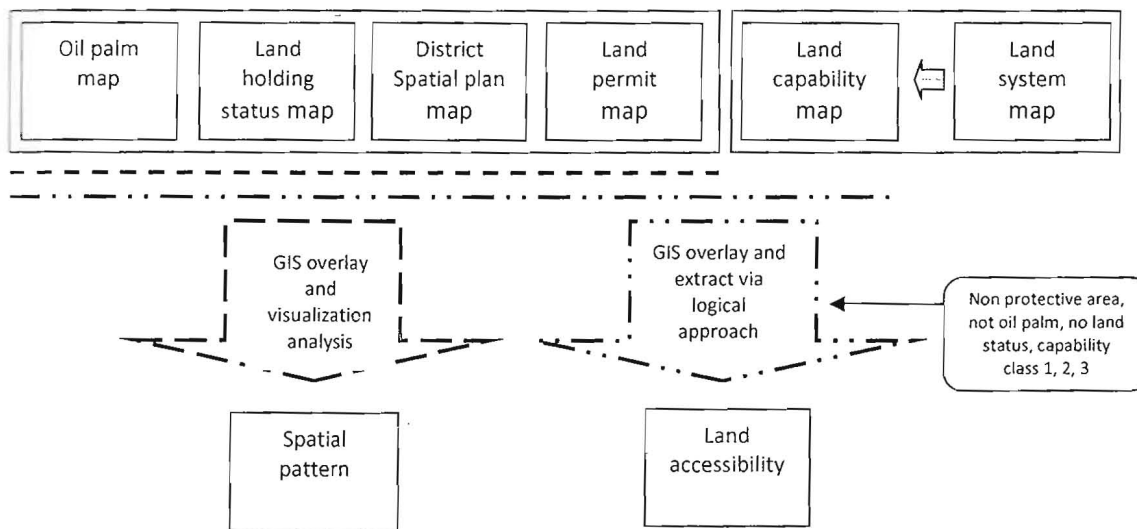 Oil palm
map
Land
holding
status map
District
Spatial plan
map
Land
permit
map
Land
capability
map
Land
system
map
GIS overlay
and
visualization
analysis
GIS overlay and
extract via
logical
approach
Non protective area,
not oil palm, no land
status, capability
class 1, 2, 3
Spatial
pattern
Land
accessibility